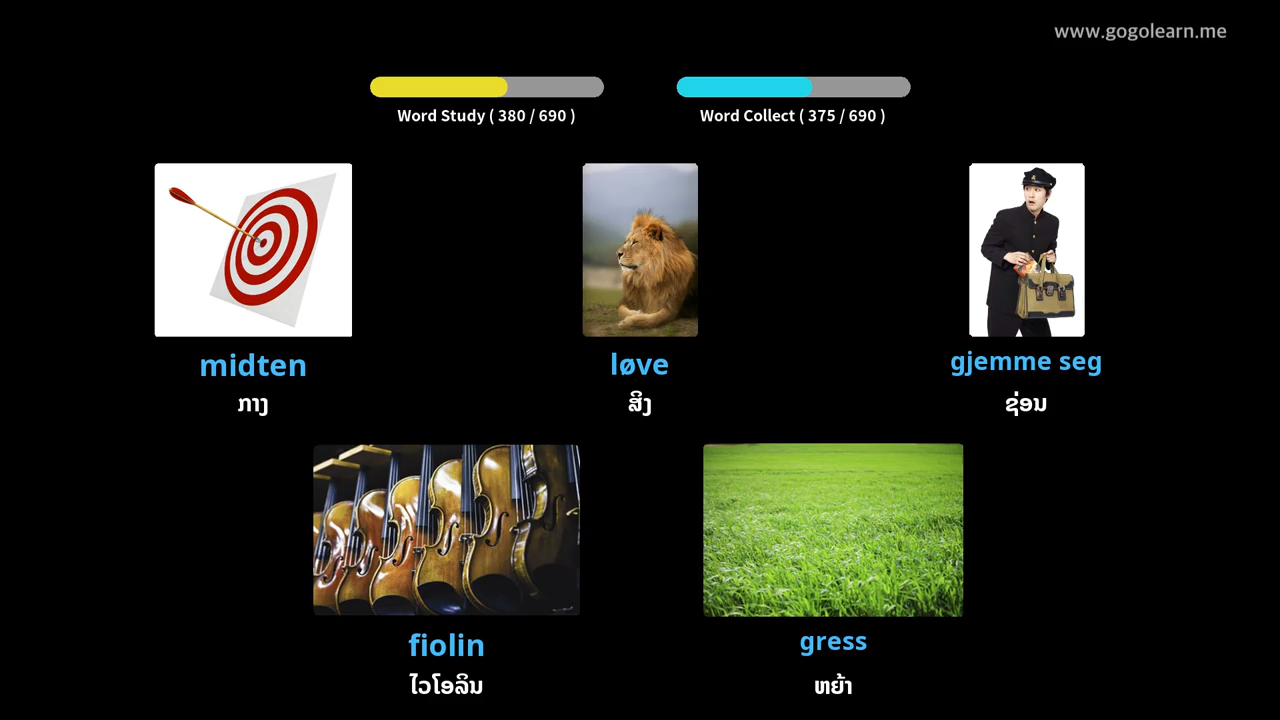 www.gogolearn.me
Word Study ( 380 / 690 )
Word Collect ( 375 / 690 )
midten
løve
gjemme seg
ກາງ
ສິງ
ຊ່ອນ
fiolin
gress
ໄວໂອລິນ
ຫຍ້າ